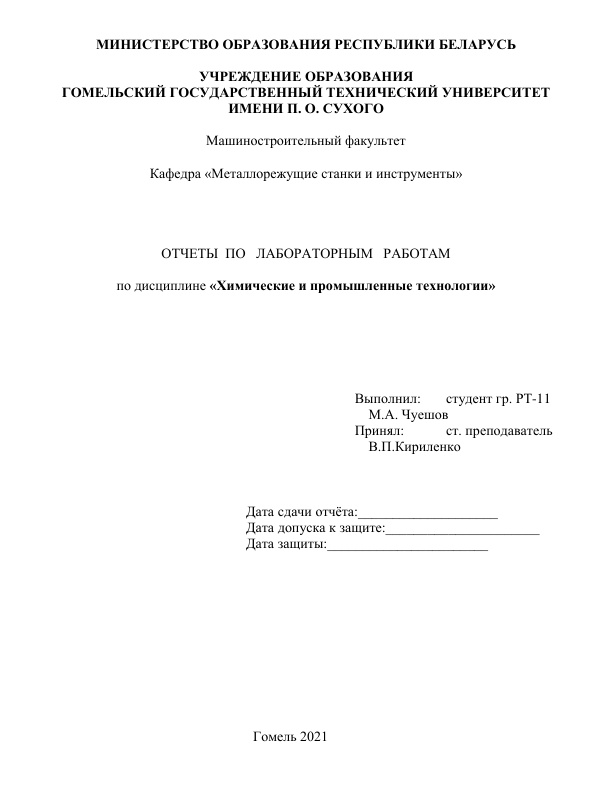 МИНИСТЕРСТВО ОБРАЗОВАНИЯ РЕСПУБЛИКИ БЕЛАРУСЬ
УЧРЕЖДЕНИЕ ОБРАЗОВАНИЯ
ГОМЕЛЬСКИЙ ГОСУДАРСТВЕННЫЙ ТЕХНИЧЕСКИЙ УНИВЕРСИТЕТ
ИМЕНИ П. О. СУХОГО
Машиностроительный факультет
Кафедра «Металлорежущие станки и инструменты»
ОТЧЕТЫ ПО ЛАБОРАТОРНЫМ РАБОТАМ
по дисциплине «Химические и промышленные технологии»
Выполнил: студент гр. РТ-11
М.А. Чуешов
Принял: ст. преподаватель
В.П.Кириленко
Дата сдачи отчёта:____________________
Дата допуска к защите:______________________
Дата защиты:_______________________
Гомель 2021